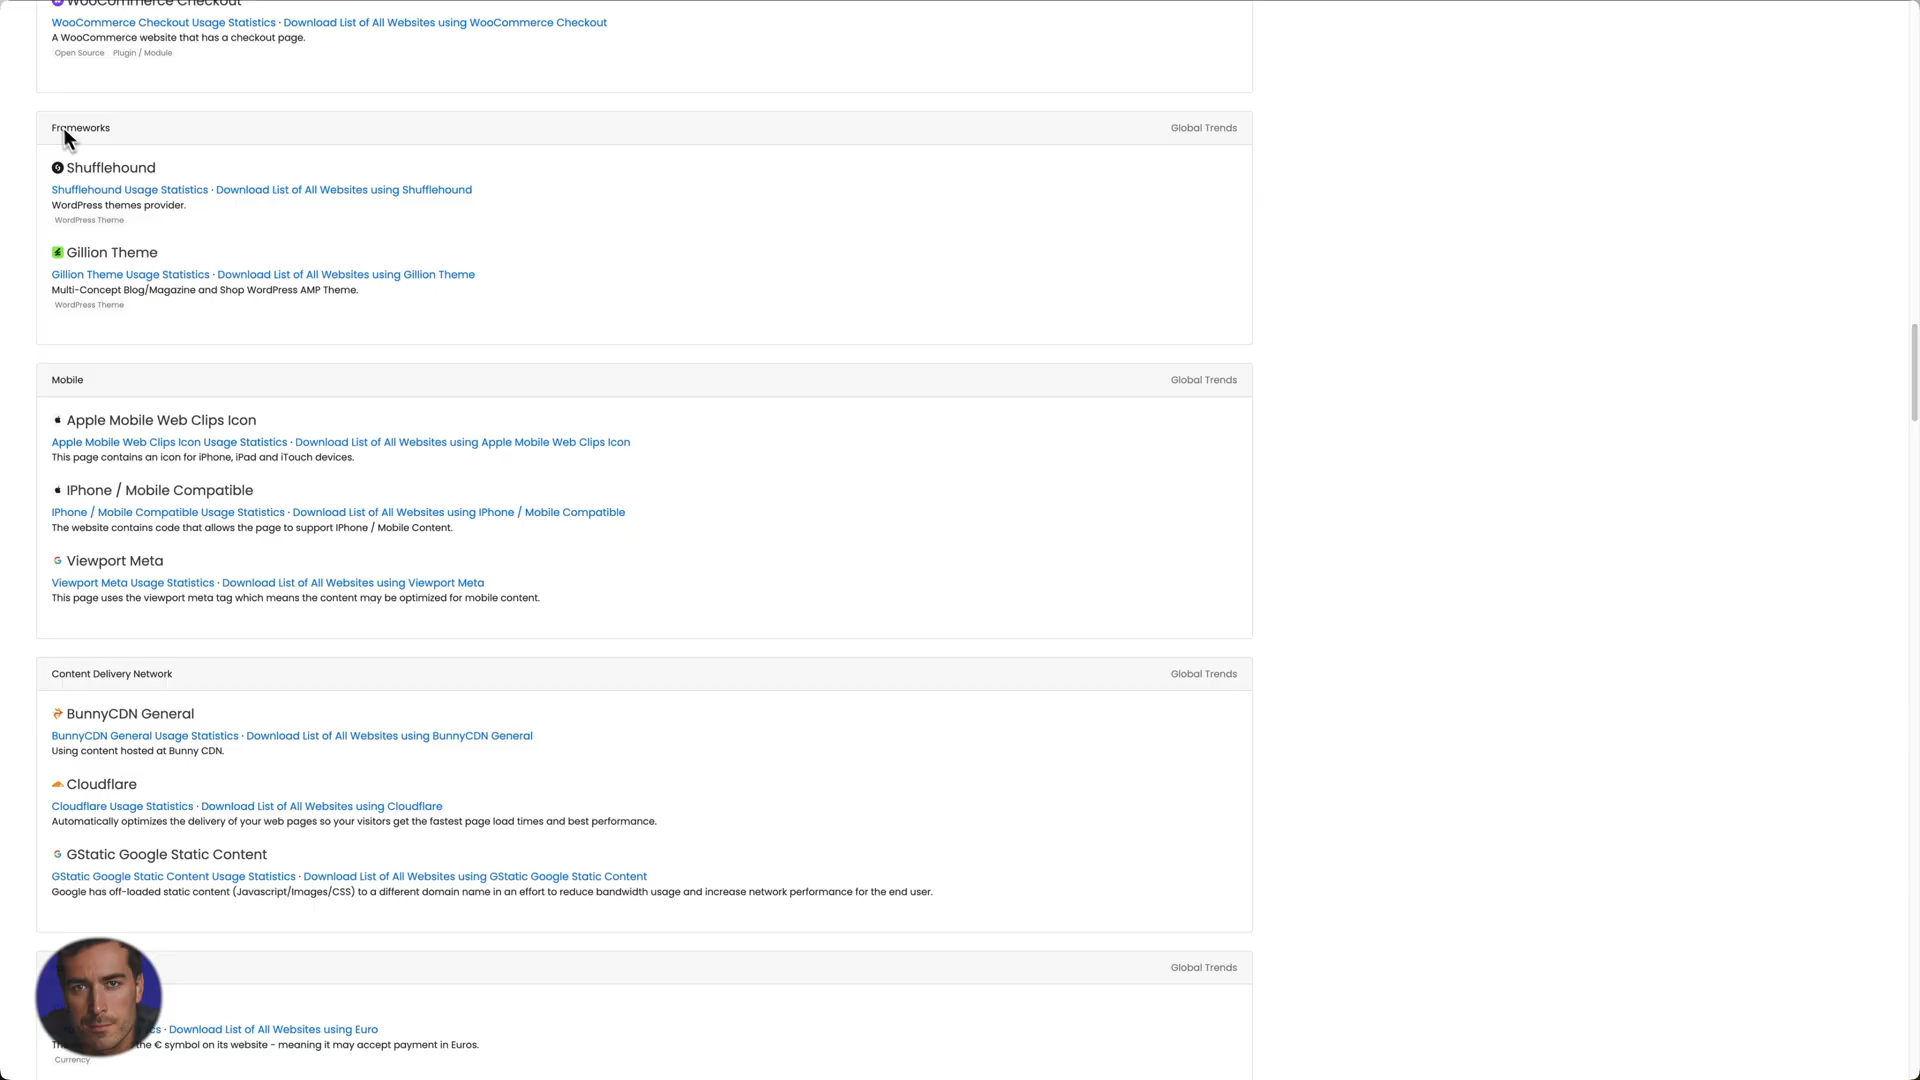 WooCommerce Checkout
WooCommerce Checkout Usage Statistics · Download List of All Websites using WooCommerce Checkout
A WooCommerce website that has a checkout page.
Open Source Plugin / Module
Frameworks Global Trends
Shufflehound
Shufflehound Usage Statistics · Download List of All Websites using Shufflehound
WordPress themes provider.
WordPress Theme
Gillion Theme
Gillion Theme Usage Statistics · Download List of All Websites using Gillion Theme
Multi-Concept Blog/Magazine and Shop WordPress AMP Theme.
WordPress Theme
Mobile Global Trends
Apple Mobile Web Clips Icon
Apple Mobile Web Clips Icon Usage Statistics · Download List of All Websites using Apple Mobile Web Clips Icon
This page contains an icon for iPhone, iPad and iTouch devices.
IPhone / Mobile Compatible
IPhone / Mobile Compatible Usage Statistics · Download List of All Websites using IPhone / Mobile Compatible
The website contains code that allows the page to support IPhone / Mobile Content.
Viewport Meta
Viewport Meta Usage Statistics · Download List of All Websites using Viewport Meta
This page uses the viewport meta tag which means the content may be optimized for mobile content.
Content Delivery Network Global Trends
BunnyCDN General
BunnyCDN General Usage Statistics · Download List of All Websites using BunnyCDN General
Using content hosted at Bunny CDN.
Cloudflare
Cloudflare Usage Statistics · Download List of All Websites using Cloudflare
Automatically optimizes the delivery of your web pages so your visitors get the fastest page load times and best performance.
GStatic Google Static Content
GStatic Google Static Content Usage Statistics · Download List of All Websites using GStatic Google Static Content
Google has off-loaded static content (Javascript/Images/CSS) to a different domain name in an effort to reduce bandwidth usage and increase network performance for the end user.
Global Trends
· Download List of All Websites using Euro
the € symbol on its website - meaning it may accept payment in Euros.
Currency